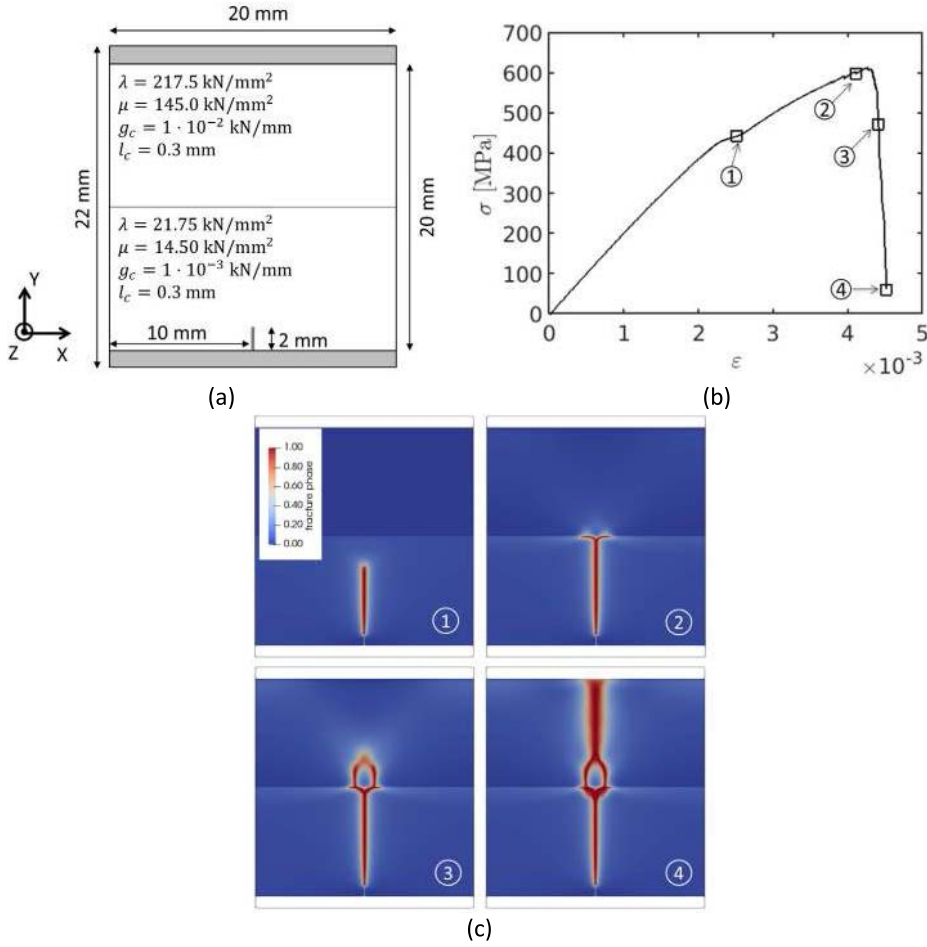 20 mm
λ = 217.5 kN/mm²
μ = 145.0 kN/mm²
g_c = 1 · 10⁻² kN/mm
l_c = 0.3 mm
22 mm
20 mm
λ = 21.75 kN/mm²
μ = 14.50 kN/mm²
g_c = 1 · 10⁻³ kN/mm
l_c = 0.3 mm
Y
Z
X
10 mm
2 mm
(a)
700
600
500
400
300
200
100
0
σ [MPa]
①
②
③
④
0
1
2
3
4
5
ε
×10⁻³
(b)
1.00
0.80
0.60
0.40
0.20
0.00
fracture phase
①
②
③
④
(c)